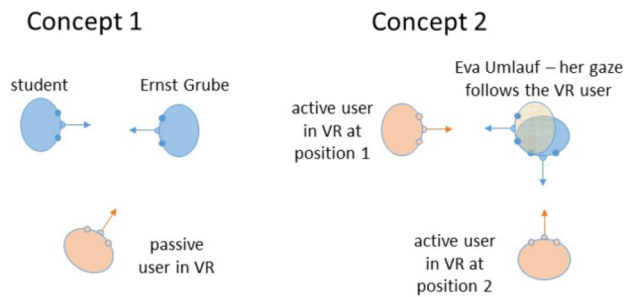 Concept 1
student
Ernst Grube
passive
user in VR
Concept 2
Eva Umlauf – her gaze
follows the VR user
active user
in VR at
position 1
active user
in VR at
position 2